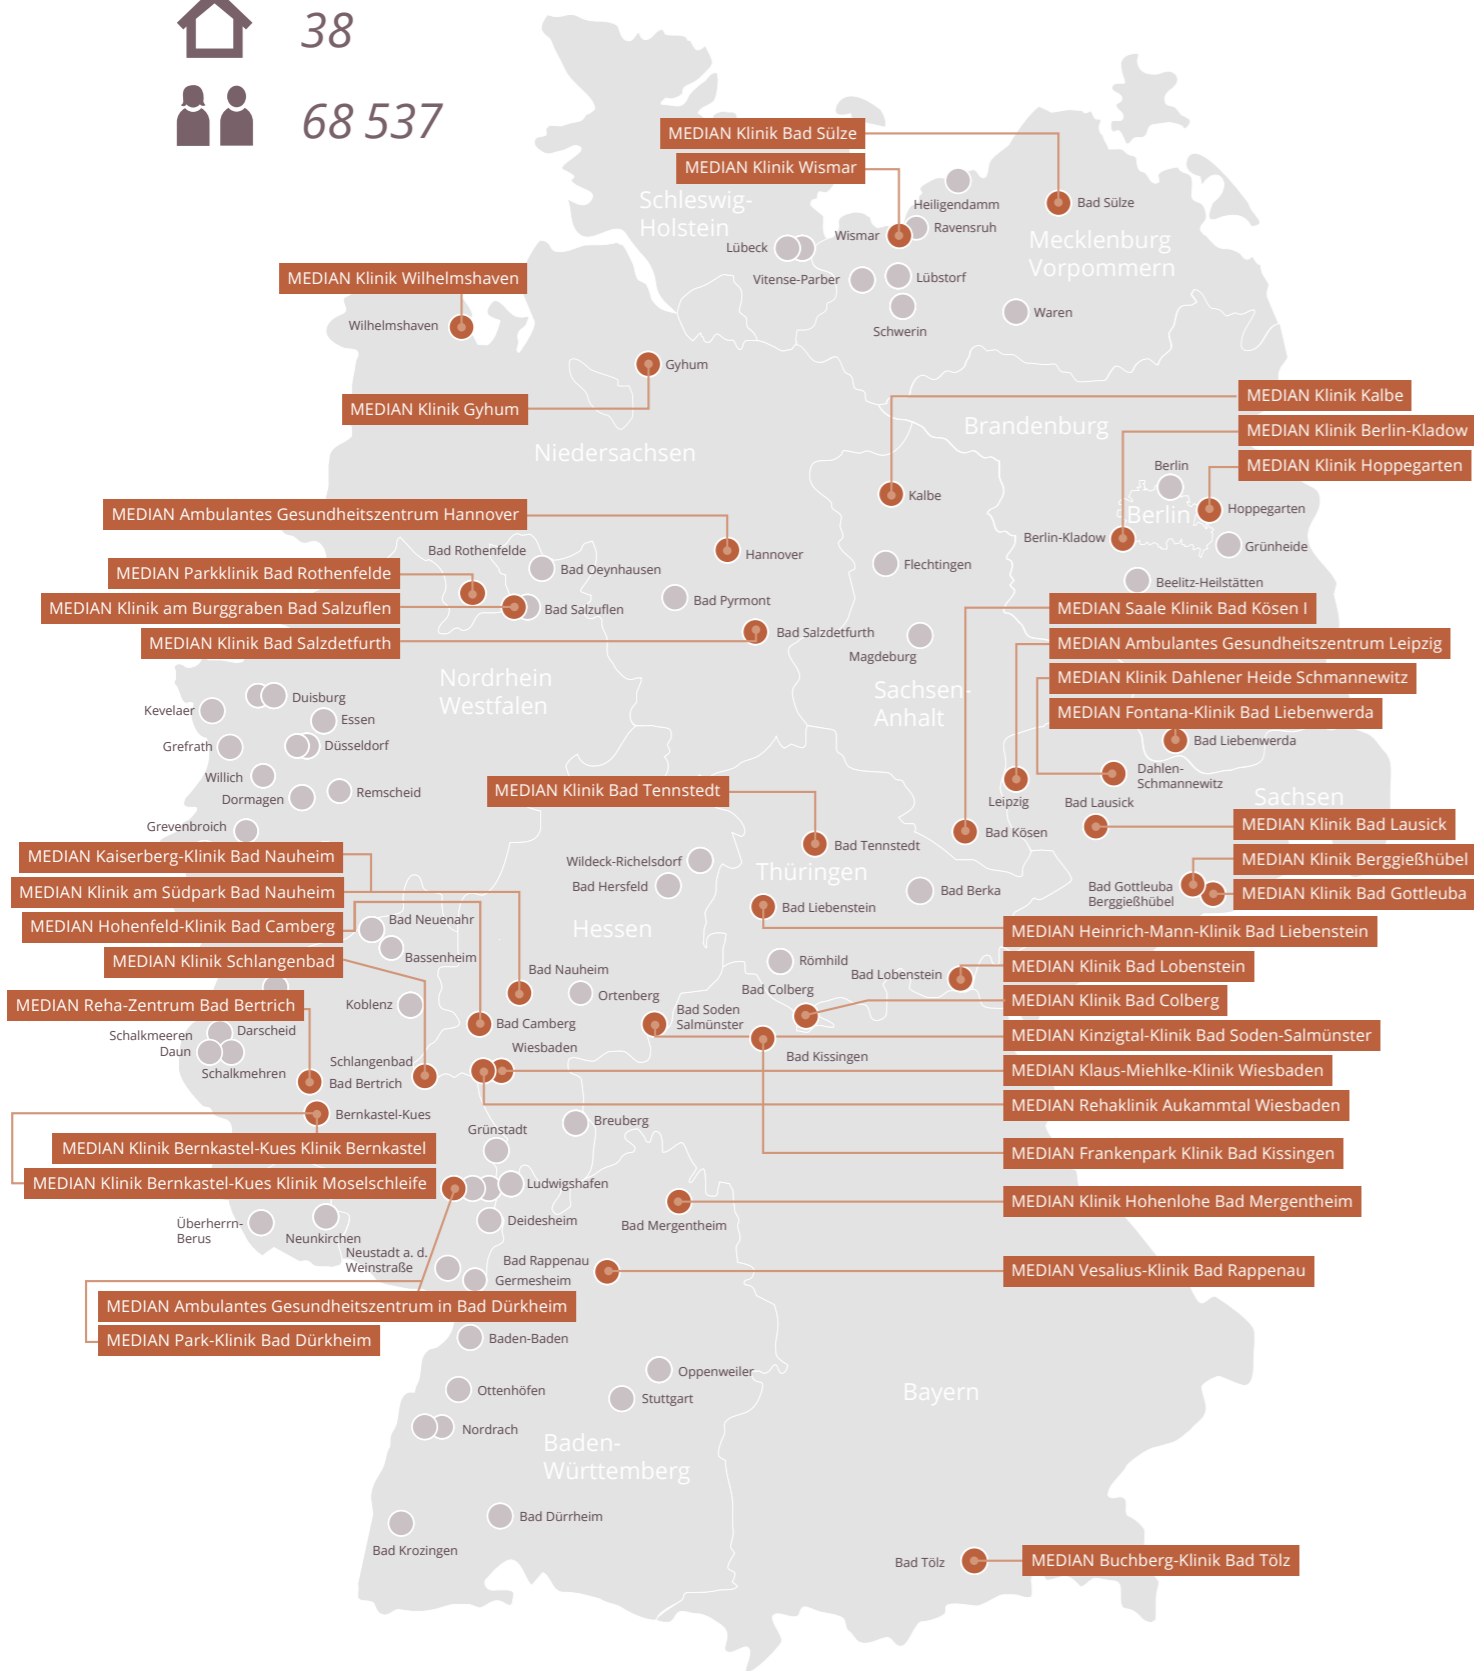 38
68 537
MEDIAN Klinik Bad Sülze
MEDIAN Klinik Wismar
Schleswig-
Holstein
Heiligendamm
Bad Sülze
Ravensruh
Wismar
Lübeck
Mecklenburg
Vorpommern
MEDIAN Klinik Wilhelmshaven
Vitense-Parber
Lübstorf
Waren
Schwerin
Wilhelmshaven
Gyhum
MEDIAN Klinik Gyhum
MEDIAN Klinik Kalbe
Brandenburg
MEDIAN Klinik Berlin-Kladow
Niedersachsen
MEDIAN Klinik Hoppegarten
Berlin
Kalbe
Hoppegarten
Berlin
MEDIAN Ambulantes Gesundheitszentrum Hannover
Berlin-Kladow
Grünheide
Bad Rothenfelde
Hannover
Flechtingen
Bad Oeynhausen
MEDIAN Parkklinik Bad Rothenfelde
Beelitz-Heilstätten
Bad Pyrmont
MEDIAN Klinik am Burggraben Bad Salzuflen
Bad Salzuflen
MEDIAN Saale Klinik Bad Kösen I
MEDIAN Klinik Bad Salzdetfurth
Bad Salzdetfurth
MEDIAN Ambulantes Gesundheitszentrum Leipzig
Magdeburg
MEDIAN Klinik Dahlener Heide Schmannewitz
Nordrhein
Westfalen
Sachsen-
Anhalt
Duisburg
Kevelaer
Essen
MEDIAN Fontana-Klinik Bad Liebenwerda
Grefrath
Düsseldorf
Bad Liebenwerda
Willich
Dahlen-
Schmannewitz
MEDIAN Klinik Bad Tennstedt
Remscheid
Dormagen
Leipzig
Bad Lausick
Sachsen
Grevenbroich
Bad Kösen
MEDIAN Klinik Bad Lausick
Bad Tennstedt
MEDIAN Kaiserberg-Klinik Bad Nauheim
Wildeck-Richelsdorf
Thüringen
MEDIAN Klinik Berggießhübel
Bad Hersfeld
Bad Berka
Bad Gottleuba
Berggießhübel
MEDIAN Klinik am Südpark Bad Nauheim
MEDIAN Klinik Bad Gottleuba
Bad Liebenstein
Bad Neuenahr
MEDIAN Hohenfeld-Klinik Bad Camberg
Hessen
MEDIAN Heinrich-Mann-Klinik Bad Liebenstein
Bassenheim
MEDIAN Klinik Schlangenbad
Bad Nauheim
Römhild
Bad Lobenstein
MEDIAN Klinik Bad Lobenstein
Bad Colberg
Ortenberg
MEDIAN Klinik Bad Colberg
MEDIAN Reha-Zentrum Bad Bertrich
Koblenz
Bad Soden
Salmünster
Bad Camberg
Schalkmeeren
Darscheid
Daun
MEDIAN Kinzigtal-Klinik Bad Soden-Salmünster
Wiesbaden
Bad Kissingen
Schlangenbad
Schalkmehren
Bad Bertrich
MEDIAN Klaus-Miehlke-Klinik Wiesbaden
MEDIAN Rehaklinik Aukammtal Wiesbaden
Bernkastel-Kues
Breuberg
Grünstadt
MEDIAN Klinik Bernkastel-Kues Klinik Bernkastel
MEDIAN Frankenpark Klinik Bad Kissingen
MEDIAN Klinik Bernkastel-Kues Klinik Moselschleife
Ludwigshafen
MEDIAN Klinik Hohenlohe Bad Mergentheim
Überherrn-
Berus
Neunkirchen
Deidesheim
Bad Mergentheim
Neustadt a. d.
Weinstraße
Bad Rappenau
Germesheim
MEDIAN Vesalius-Klinik Bad Rappenau
MEDIAN Ambulantes Gesundheitszentrum in Bad Dürkheim
MEDIAN Park-Klinik Bad Dürkheim
Baden-Baden
Oppenweiler
Ottenhöfen
Stuttgart
Bayern
Nordrach
Baden-
Württemberg
Bad Dürrheim
Bad Krozingen
Bad Tölz
MEDIAN Buchberg-Klinik Bad Tölz